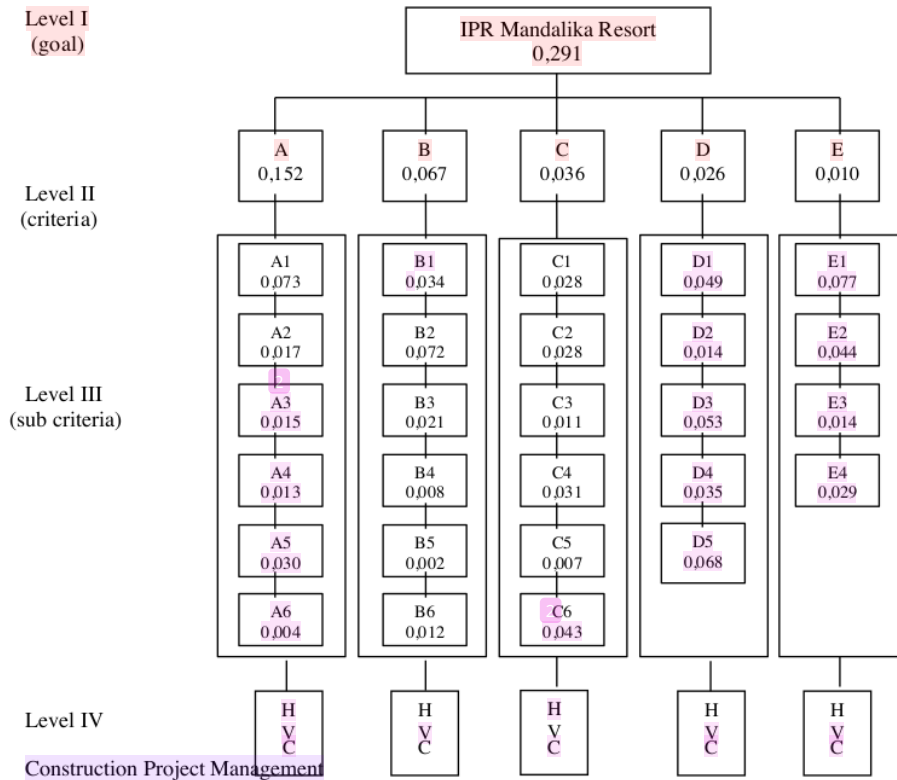 Level I
(goal)
IPR Mandalika Resort
0,291
A
0,152
B
0,067
C
0,036
D
0,026
E
0,010
Level II
(criteria)
A1
0,073
A2
0,017
A3
0,015
A4
0,013
A5
0,030
A6
0,004
B1
0,034
B2
0,072
B3
0,021
B4
0,008
B5
0,002
B6
0,012
C1
0,028
C2
0,028
C3
0,011
C4
0,031
C5
0,007
C6
0,043
D1
0,049
D2
0,014
D3
0,053
D4
0,035
D5
0,068
E1
0,077
E2
0,044
E3
0,014
E4
0,029
Level III
(sub criteria)
Level IV
H
V
C
H
V
C
H
V
C
H
V
C
H
V
C
Construction Project Management